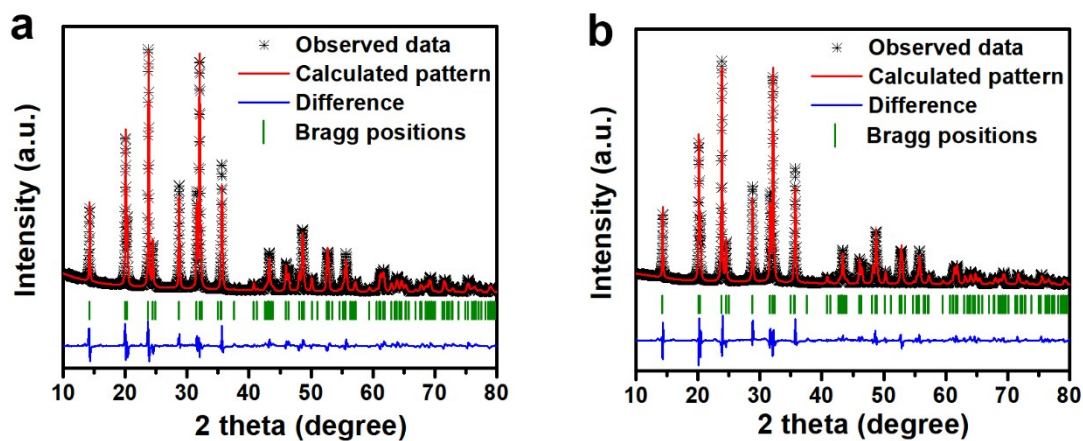 a
Observed data
Calculated pattern
Difference
Bragg positions
Intensity (a.u.)
10 20 30 40 50 60 70 80
2 theta (degree)
b
Observed data
Calculated pattern
Difference
Bragg positions
Intensity (a.u.)
10 20 30 40 50 60 70 80
2 theta (degree)